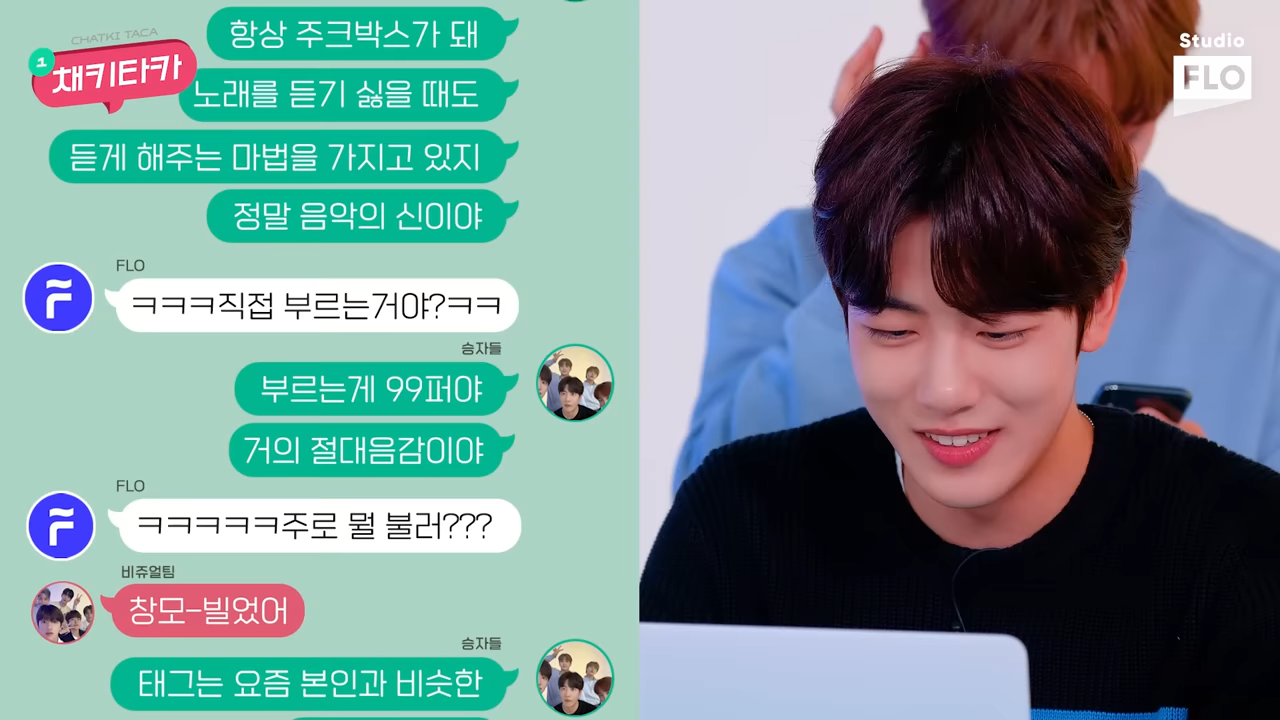 CHATKI TACA
1
채키타카
항상 주크박스가 돼
노래를 듣기 싫을 때도
듣게 해주는 마법을 가지고 있지
정말 음악의 신이야
FLO
ㅋㅋㅋ직접 부르는거야?ㅋㅋ
승자들
부르는게 99퍼야
거의 절대음감이야
FLO
ㅋㅋㅋㅋㅋ주로 뭘 불러???
비쥬얼팀
창모-빌었어
승자들
태그는 요즘 본인과 비슷한
Studio
FLO